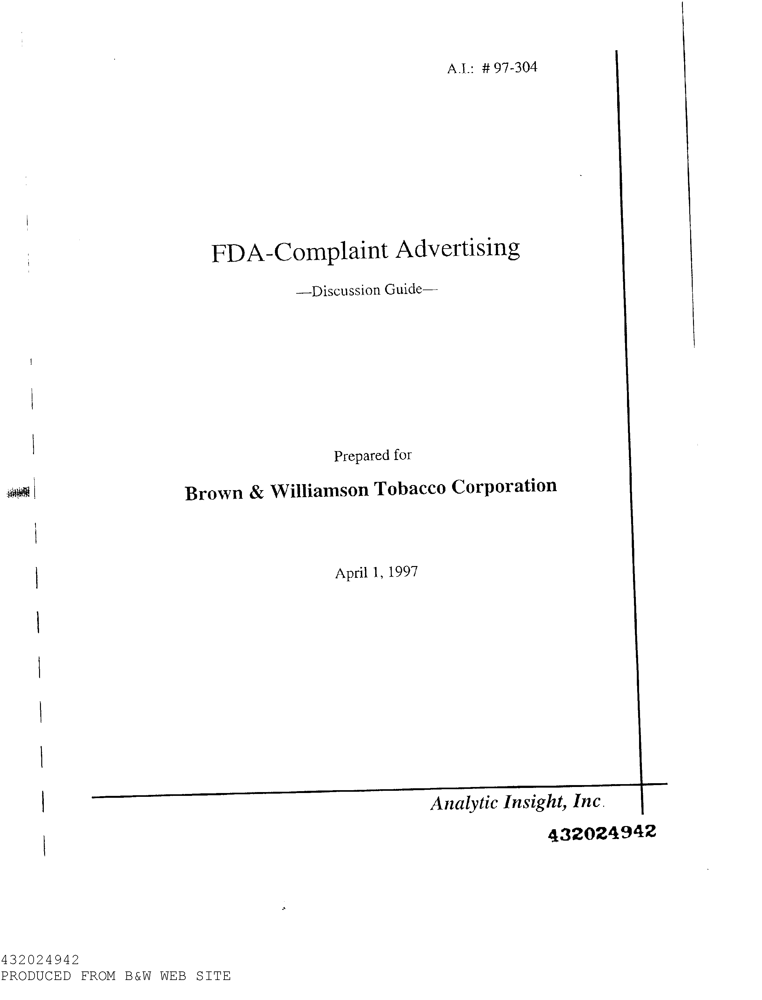 A.I.: # 97-304
FDA-Complaint Advertising
—Discussion Guide—
Prepared for
Brown & Williamson Tobacco Corporation
April 1, 1997
Analytic Insight, Inc.
432024942
432024942
PRODUCED FROM B&W WEB SITE